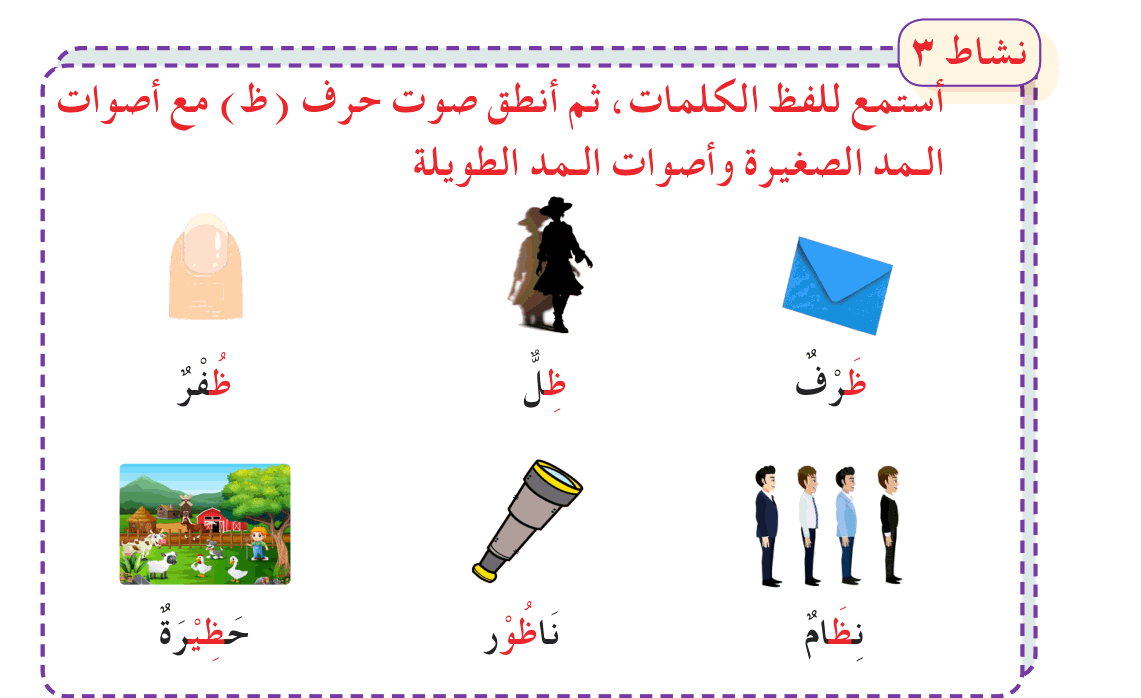 نشاط ٣
أستمع للفظ الكلمات، ثم أنطق صوت حرف (ظ) مع أصوات
المد الصغيرة وأصوات المد الطويلة
ظَرْفٌ ظِلٌّ ظُفْرٌ
نِظَامٌ نَاظُوْر حَظِيْرَةٌ